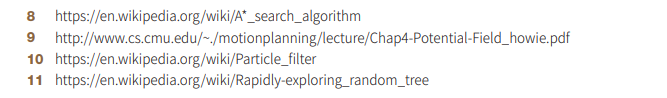 8 https://en.wikipedia.org/wiki/A*_search_algorithm
9 http://www.cs.cmu.edu/~./motionplanning/lecture/Chap4-Potential-Field_howie.pdf
10 https://en.wikipedia.org/wiki/Particle_filter
11 https://en.wikipedia.org/wiki/Rapidly-exploring_random_tree